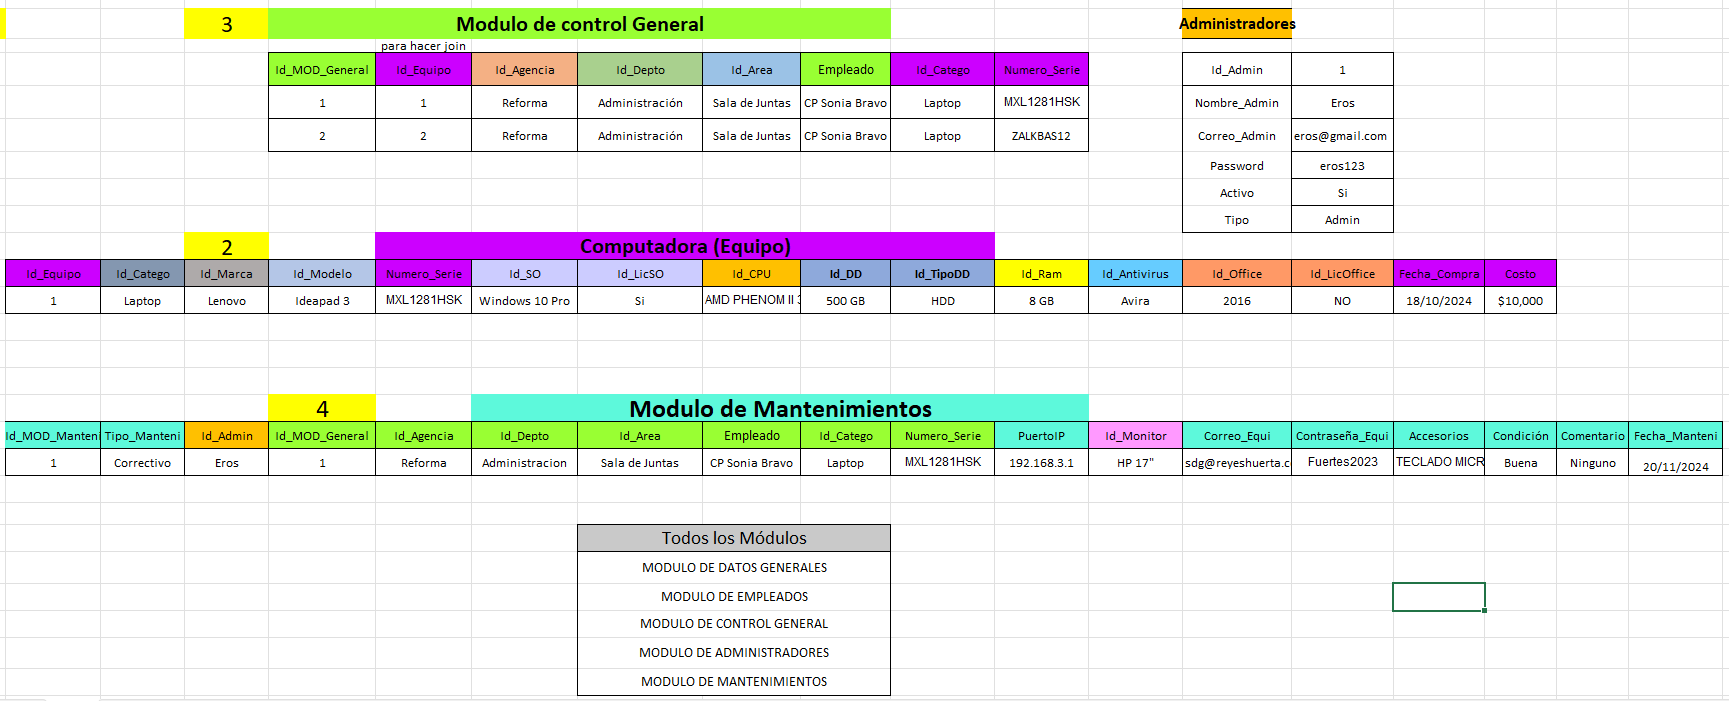 3 Modulo de control General Administradores
para hacer join
Id_MOD_General Id_Equipo Id_Agencia Id_Depto Id_Area Empleado Id_Catego Numero_Serie Id_Admin 1
1 1 Reforma Administración Sala de Juntas CP Sonia Bravo Laptop MXL1281HSK Nombre_Admin Eros
2 2 Reforma Administración Sala de Juntas CP Sonia Bravo Laptop ZALKBAS12 Correo_Admin eros@gmail.com
Password eros123
Activo Si
Tipo Admin
2 Computadora (Equipo)
Id_Equipo Id_Catego Id_Marca Id_Modelo Numero_Serie Id_SO Id_LicSO Id_CPU Id_DD Id_TipoDD Id_Ram Id_Antivirus Id_Office Id_LicOffice Fecha_Compra Costo
1 Laptop Lenovo Ideapad 3 MXL1281HSK Windows 10 Pro Si AMD PHENOM II 3 500 GB HDD 8 GB Avira 2016 NO 18/10/2024 $10,000
4 Modulo de Mantenimientos
Id_MOD_Manteni Tipo_Manteni Id_Admin Id_MOD_General Id_Agencia Id_Depto Id_Area Empleado Id_Catego Numero_Serie PuertoIP Id_Monitor Correo_Equi Contraseña_Equi Accesorios Condición Comentario Fecha_Manteni
1 Correctivo Eros 1 Reforma Administracion Sala de Juntas CP Sonia Bravo Laptop MXL1281HSK 192.168.3.1 HP 17" sdg@reyeshuerta.c Fuertes2023 TECLADO MICR Buena Ninguno 20/11/2024
Todos los Módulos
MODULO DE DATOS GENERALES
MODULO DE EMPLEADOS
MODULO DE CONTROL GENERAL
MODULO DE ADMINISTRADORES
MODULO DE MANTENIMIENTOS